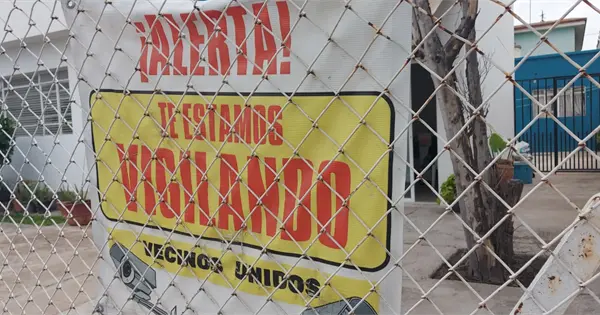 ¡ALERTA!
TE ESTAMOS
VIGILANDO
VECINOS UNIDOS